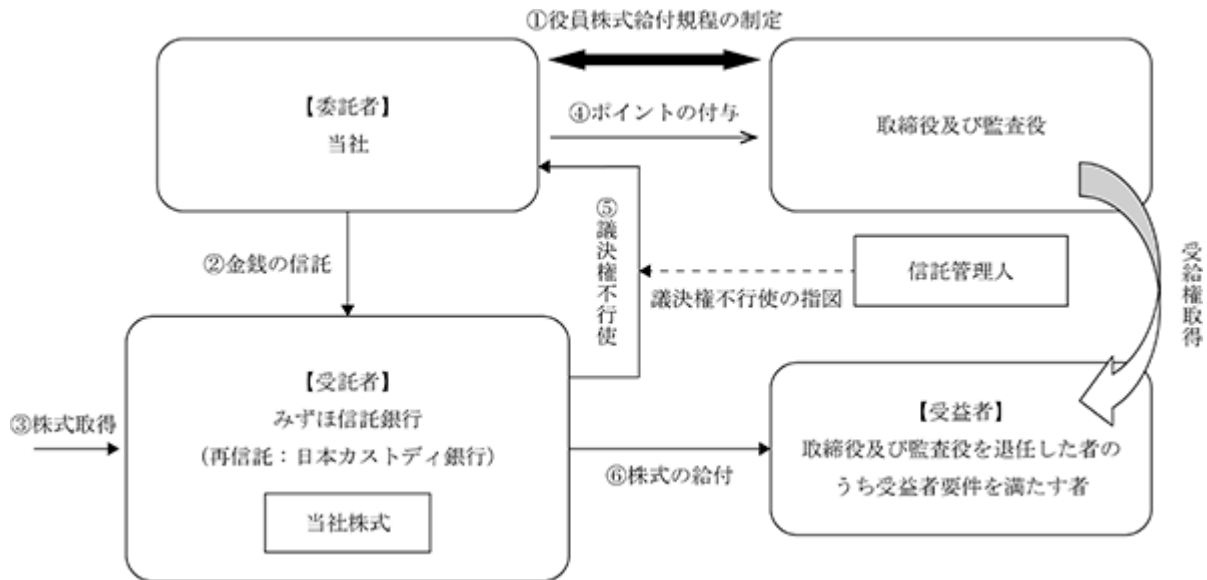 ①役員株式給付規程の制定
【委託者】
当社
④ポイントの付与
取締役及び監査役
②金銭の信託
⑤議決権不行使
議決権不行使の指図
信託管理人
受給権取得
③株式取得
【受託者】
みずほ信託銀行
(再信託：日本カストディ銀行)
当社株式
⑥株式の給付
【受益者】
取締役及び監査役を退任した者の
うち受益者要件を満たす者